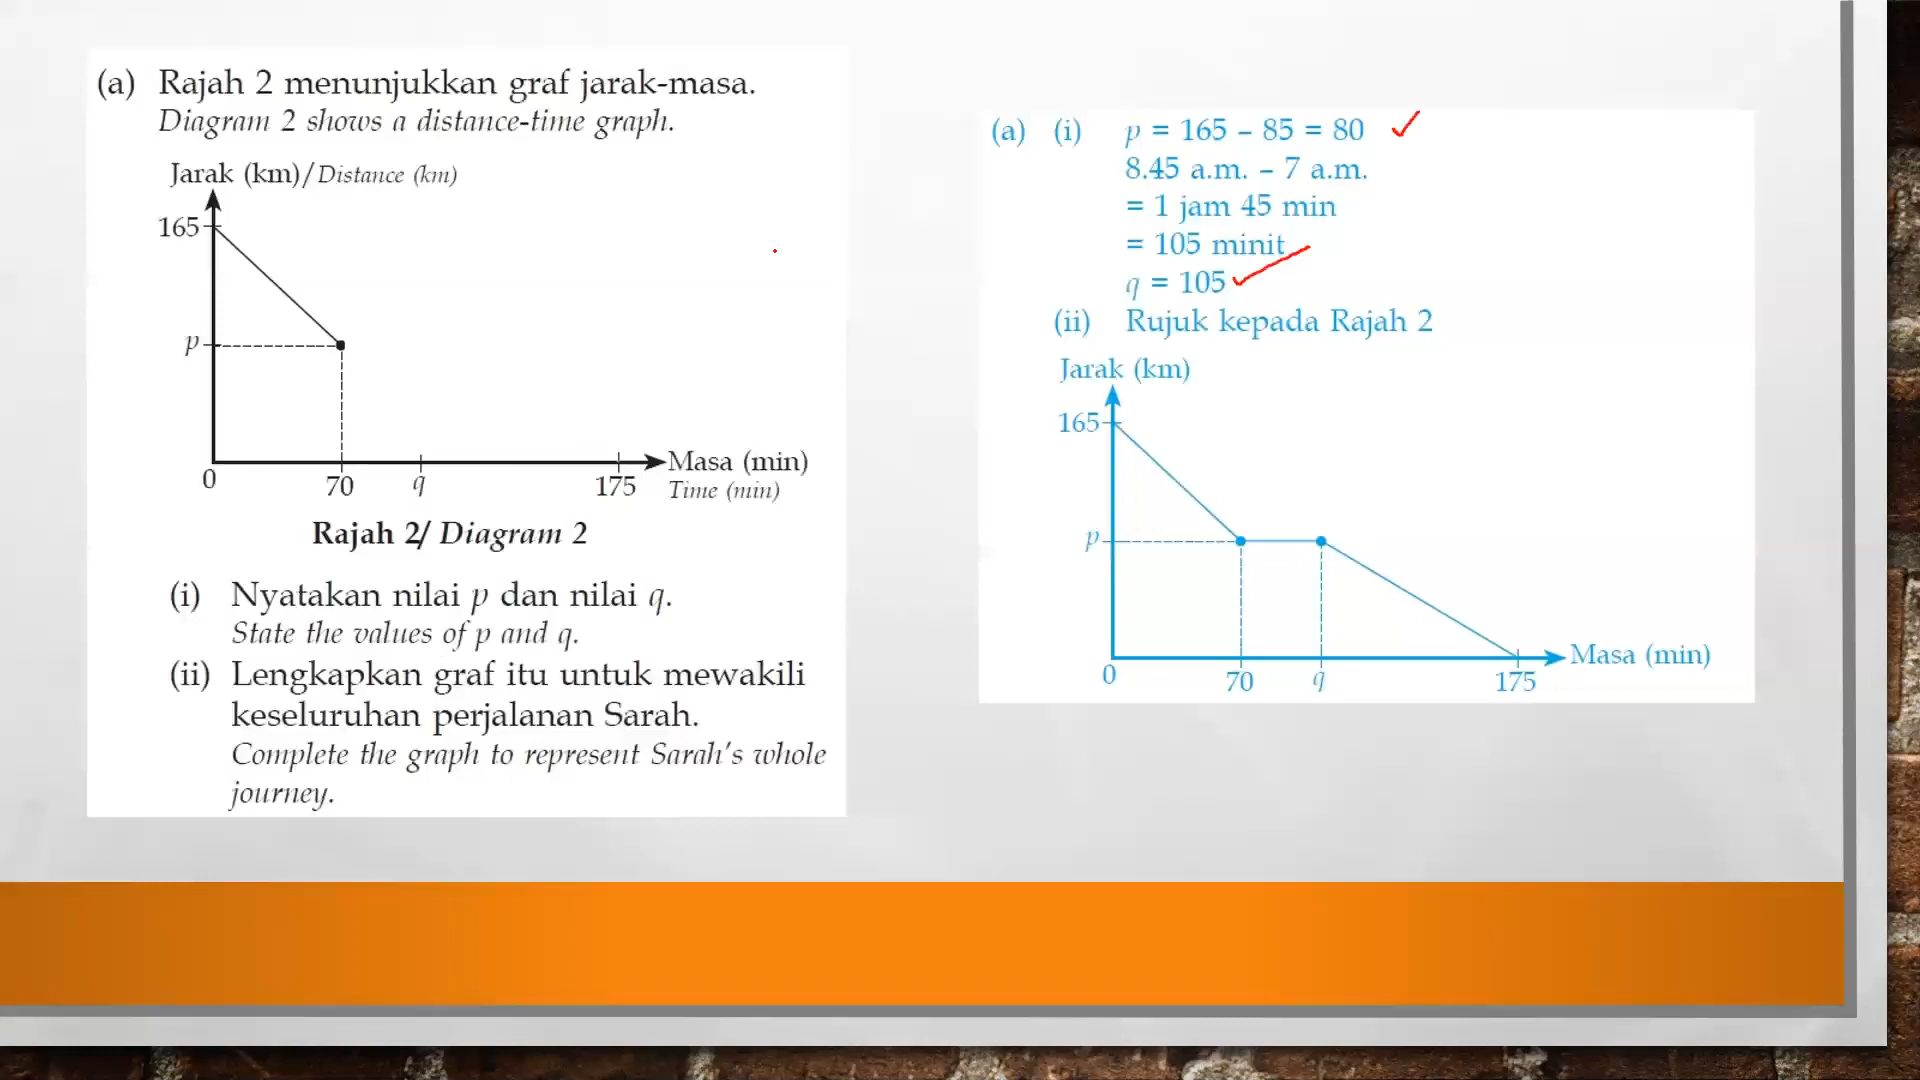 (a) Rajah 2 menunjukkan graf jarak-masa.
Diagram 2 shows a distance-time graph.
Jarak (km)/Distance (km)
165
p
0 70 q 175
Masa (min)
Time (min)
Rajah 2/ Diagram 2
(i) Nyatakan nilai p dan nilai q.
State the values of p and q.
(ii) Lengkapkan graf itu untuk mewakili
keseluruhan perjalanan Sarah.
Complete the graph to represent Sarah's whole
journey.
(a) (i) p = 165 – 85 = 80
8.45 a.m. – 7 a.m.
= 1 jam 45 min
= 105 minit
q = 105
(ii) Rujuk kepada Rajah 2
Jarak (km)
165
p
0 70 q 175
Masa (min)